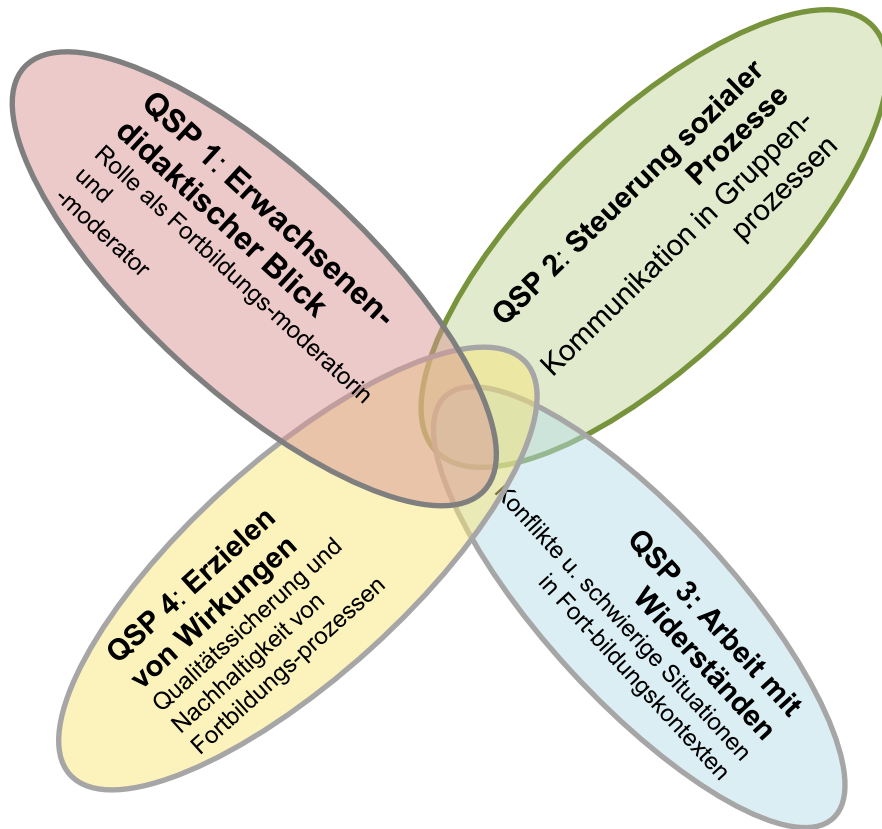 QSP 1: Erwachsenen-
didaktischer Blick
Rolle als Fortbildungs-moderatorin
und
-moderator
QSP 2: Steuerung sozialer
Prozesse
Kommunikation in Gruppen-
prozessen
QSP 3: Arbeit mit
Widerständen
Konflikte u. schwierige Situationen
in Fort-bildungskontexten
QSP 4: Erzielen
von Wirkungen
Qualitätssicherung und
Nachhaltigkeit von
Fortbildungs-prozessen